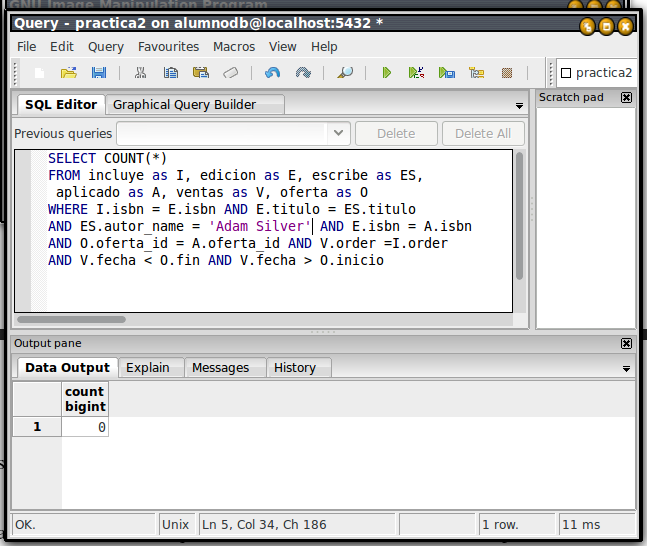 GNU Image Manipulation Program
Query - practica2 on alumnodb@localhost:5432 *
File Edit Query Favourites Macros View Help
practica2
SQL Editor Graphical Query Builder
Scratch pad
Previous queries Delete Delete All
SELECT COUNT(*)
FROM incluye as I, edicion as E, escribe as ES,
aplicado as A, ventas as V, oferta as O
WHERE I.isbn = E.isbn AND E.titulo = ES.titulo
AND ES.autor_name = 'Adam Silver' AND E.isbn = A.isbn
AND O.oferta_id = A.oferta_id AND V.order =I.order
AND V.fecha < O.fin AND V.fecha > O.inicio
Output pane
Data Output Explain Messages History
count
bigint
1 0
OK. Unix Ln 5, Col 34, Ch 186 1 row. 11 ms